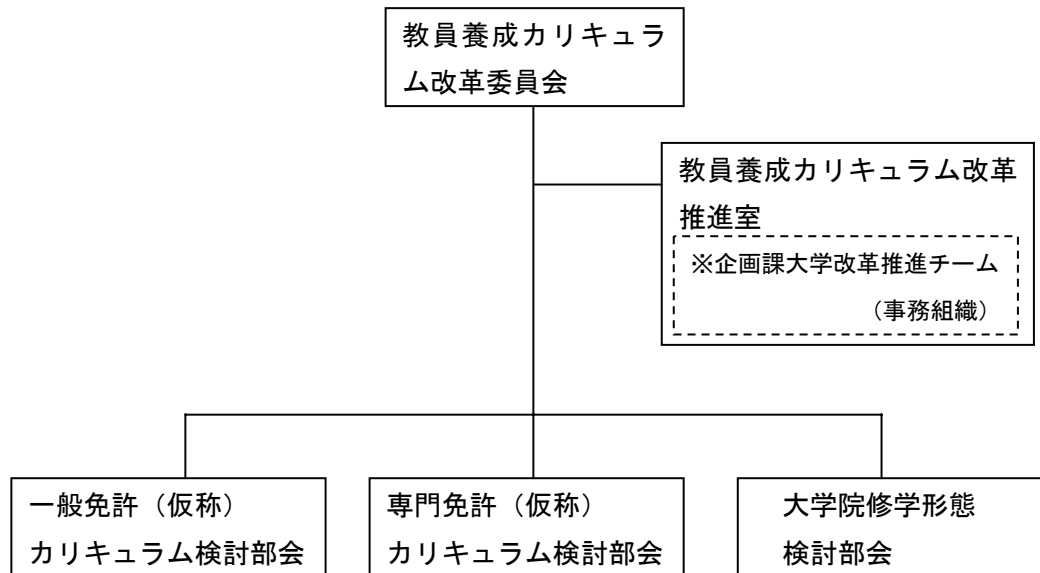 教員養成カリキュラ
ム改革委員会
教員養成カリキュラム改革
推進室
※企画課大学改革推進チーム
（事務組織）
一般免許（仮称）
カリキュラム検討部会
専門免許（仮称）
カリキュラム検討部会
大学院修学形態
検討部会